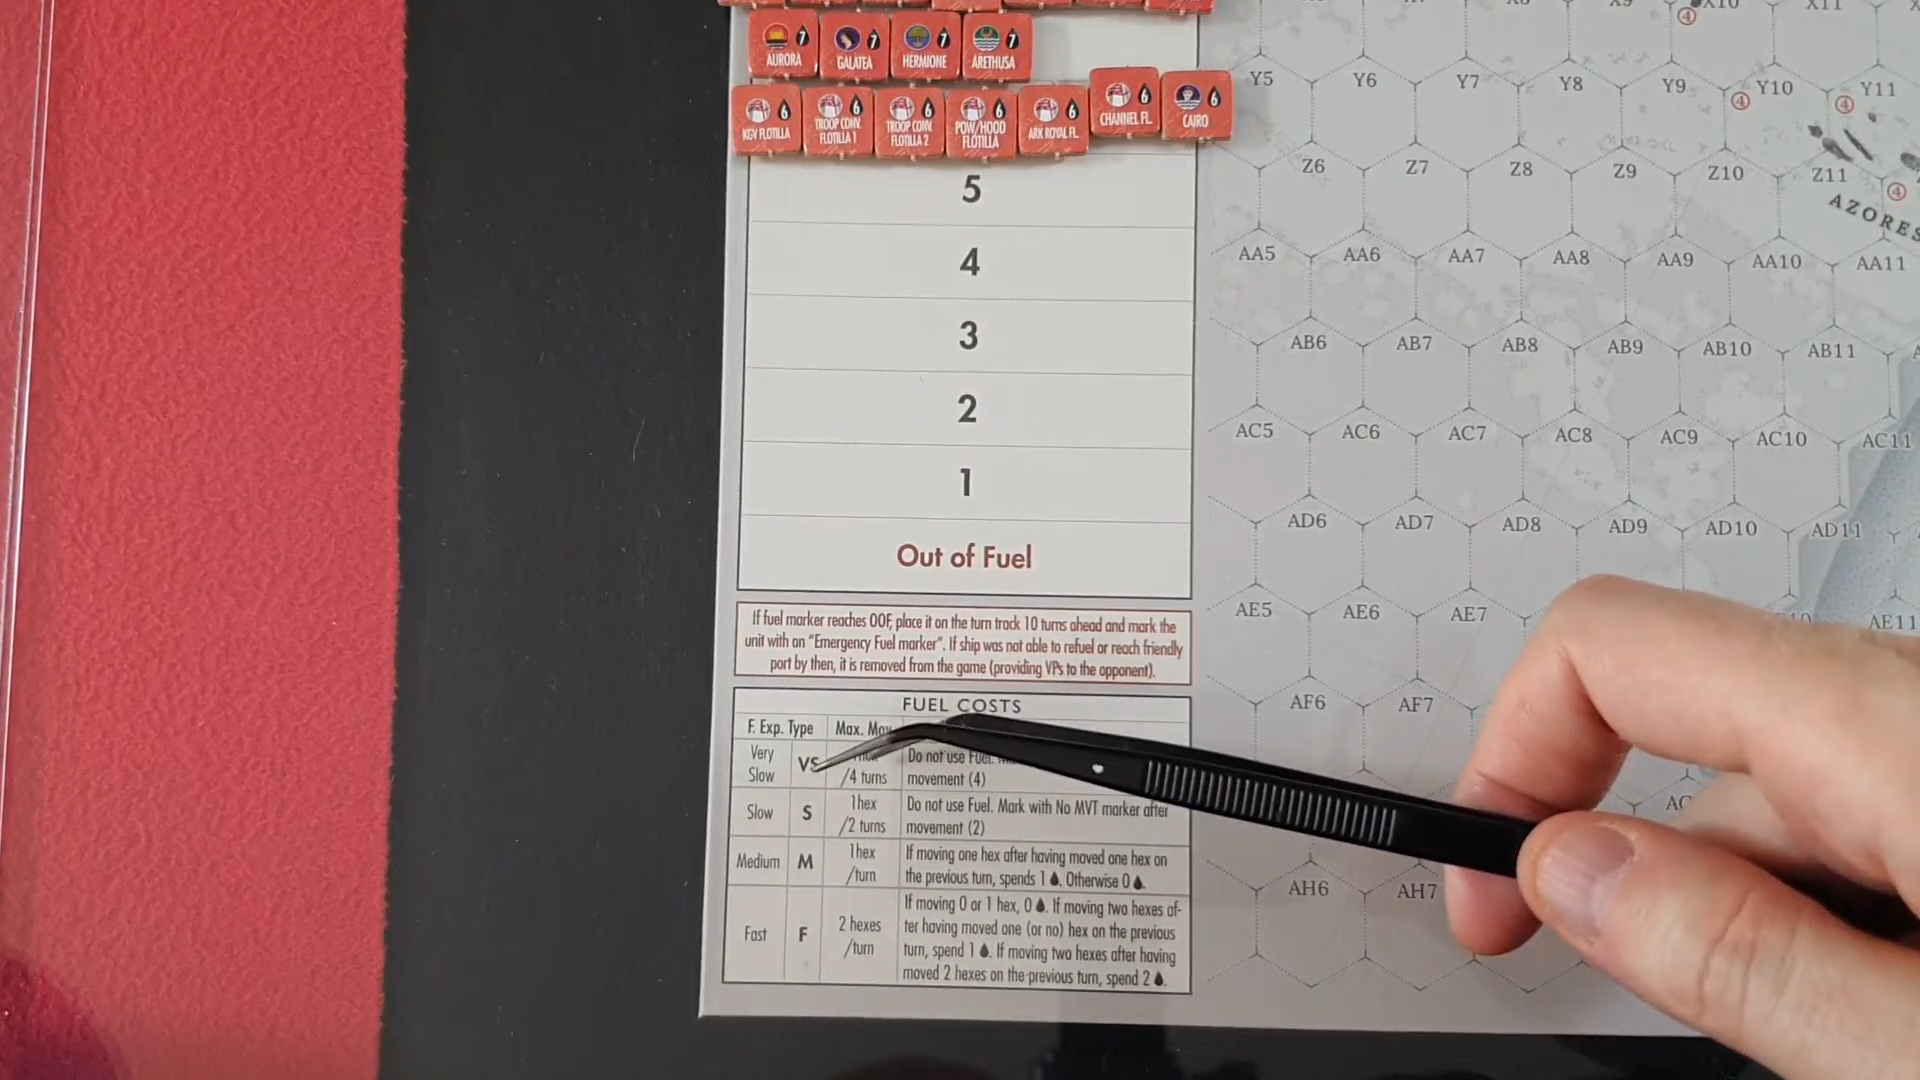 7 7 7 7
AURORA GALATEA HERMIONE ARETHUSA
6 6 6 6 6 6 6
KGV FLOTILLA
TROOP CONV.
FLOTILLA 1
TROOP CONV.
FLOTILLA 2
POW/HOOD
FLOTILLA
ARK ROYAL FL.
CHANNEL FL.
CAIRO
5
4
3
2
1
Out of Fuel
If fuel marker reaches OOF, place it on the turn track 10 turns ahead and mark the
unit with an "Emergency Fuel marker". If ship was not able to refuel or reach friendly
port by then, it is removed from the game (providing VPs to the opponent).
FUEL COSTS
F. Exp. Type Max.
Very
Slow
VS
/4 turns
Do not use Fuel.
movement (4)
Slow
S
1hex
/2 turns
Do not use Fuel. Mark with No MVT marker after
movement (2)
Medium
M
1hex
/turn
If moving one hex after having moved one hex on
the previous turn, spends 1 . Otherwise 0 .
Fast
F
2 hexes
/turn
If moving 0 or 1 hex, 0 . If moving two hexes af-
ter having moved one (or no) hex on the previous
turn, spend 1 . If moving two hexes after having
moved 2 hexes on the previous turn, spend 2 .
X10 X11
4
Y5 Y6 Y7 Y8 Y9 Y10 Y11
4 4
Z6 Z7 Z8 Z9 Z10 Z11
4
AZORES
AA5 AA6 AA7 AA8 AA9 AA10 AA11
AB6 AB7 AB8 AB9 AB10 AB11
AC5 AC6 AC7 AC8 AC9 AC10 AC11
AD6 AD7 AD8 AD9 AD10 AD11
AE5 AE6 AE7 AE11
AF6 AF7
AH6 AH7